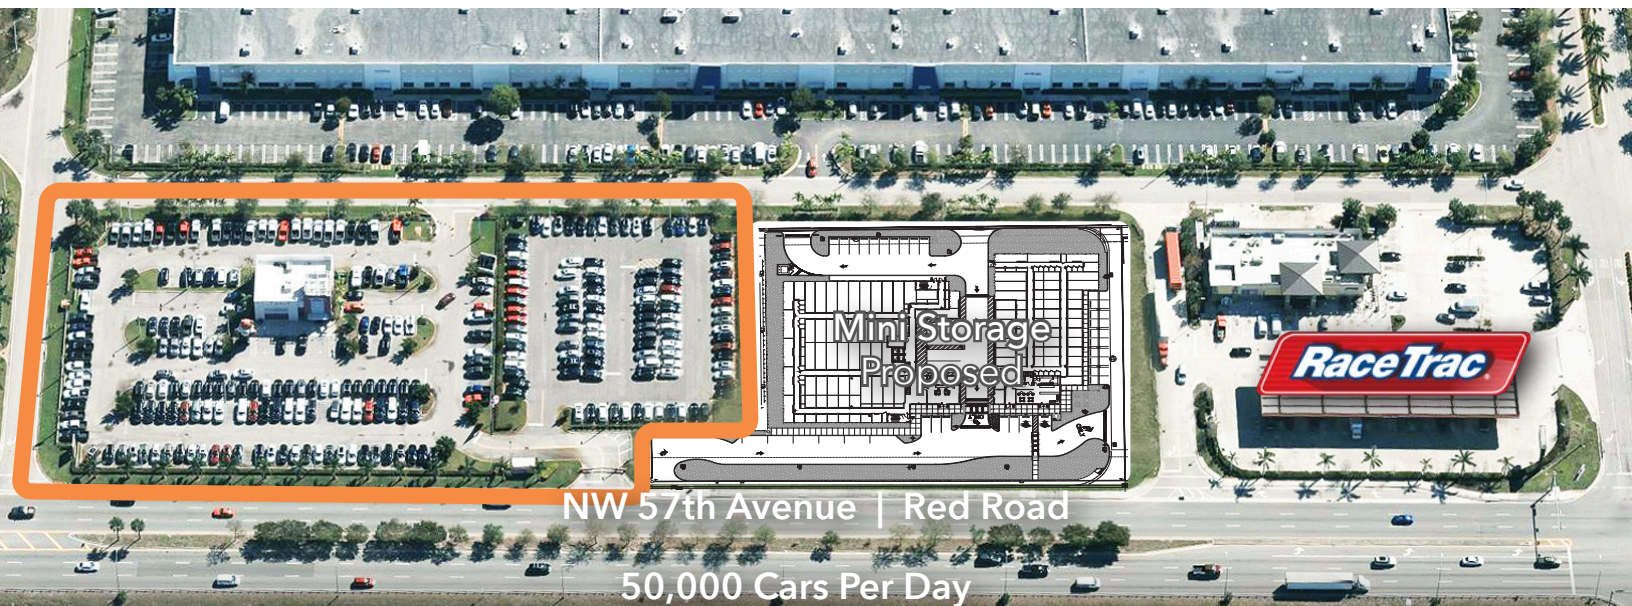 Mini Storage
Proposed
RaceTrac
NW 57th Avenue | Red Road
50,000 Cars Per Day